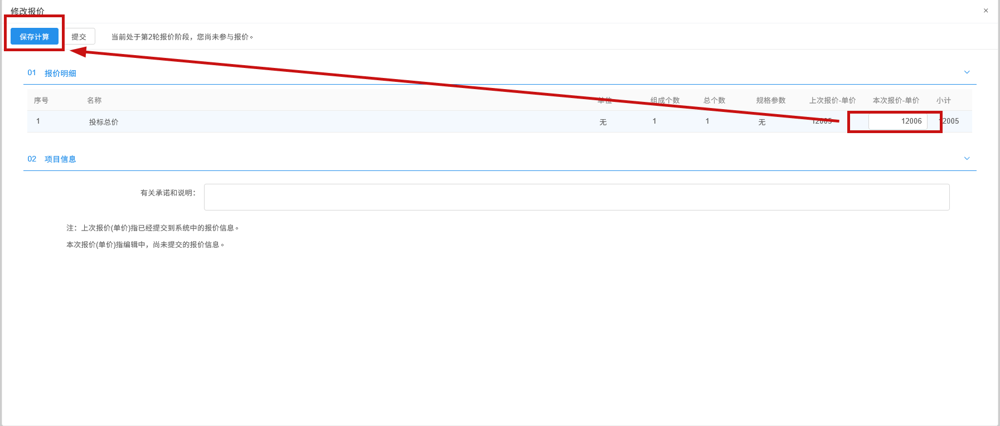 修改报价
保存计算 提交 当前处于第2轮报价阶段，您尚未参与报价。
01 报价明细
序号 名称 单位 组成个数 总个数 规格参数 上次报价-单价 本次报价-单价 小计
1 投标总价 无 1 1 无 12005 12006 12005
02 项目信息
有关承诺和说明：
注：上次报价(单价)指已经提交到系统中的报价信息。
本次报价(单价)指编辑中，尚未提交的报价信息。